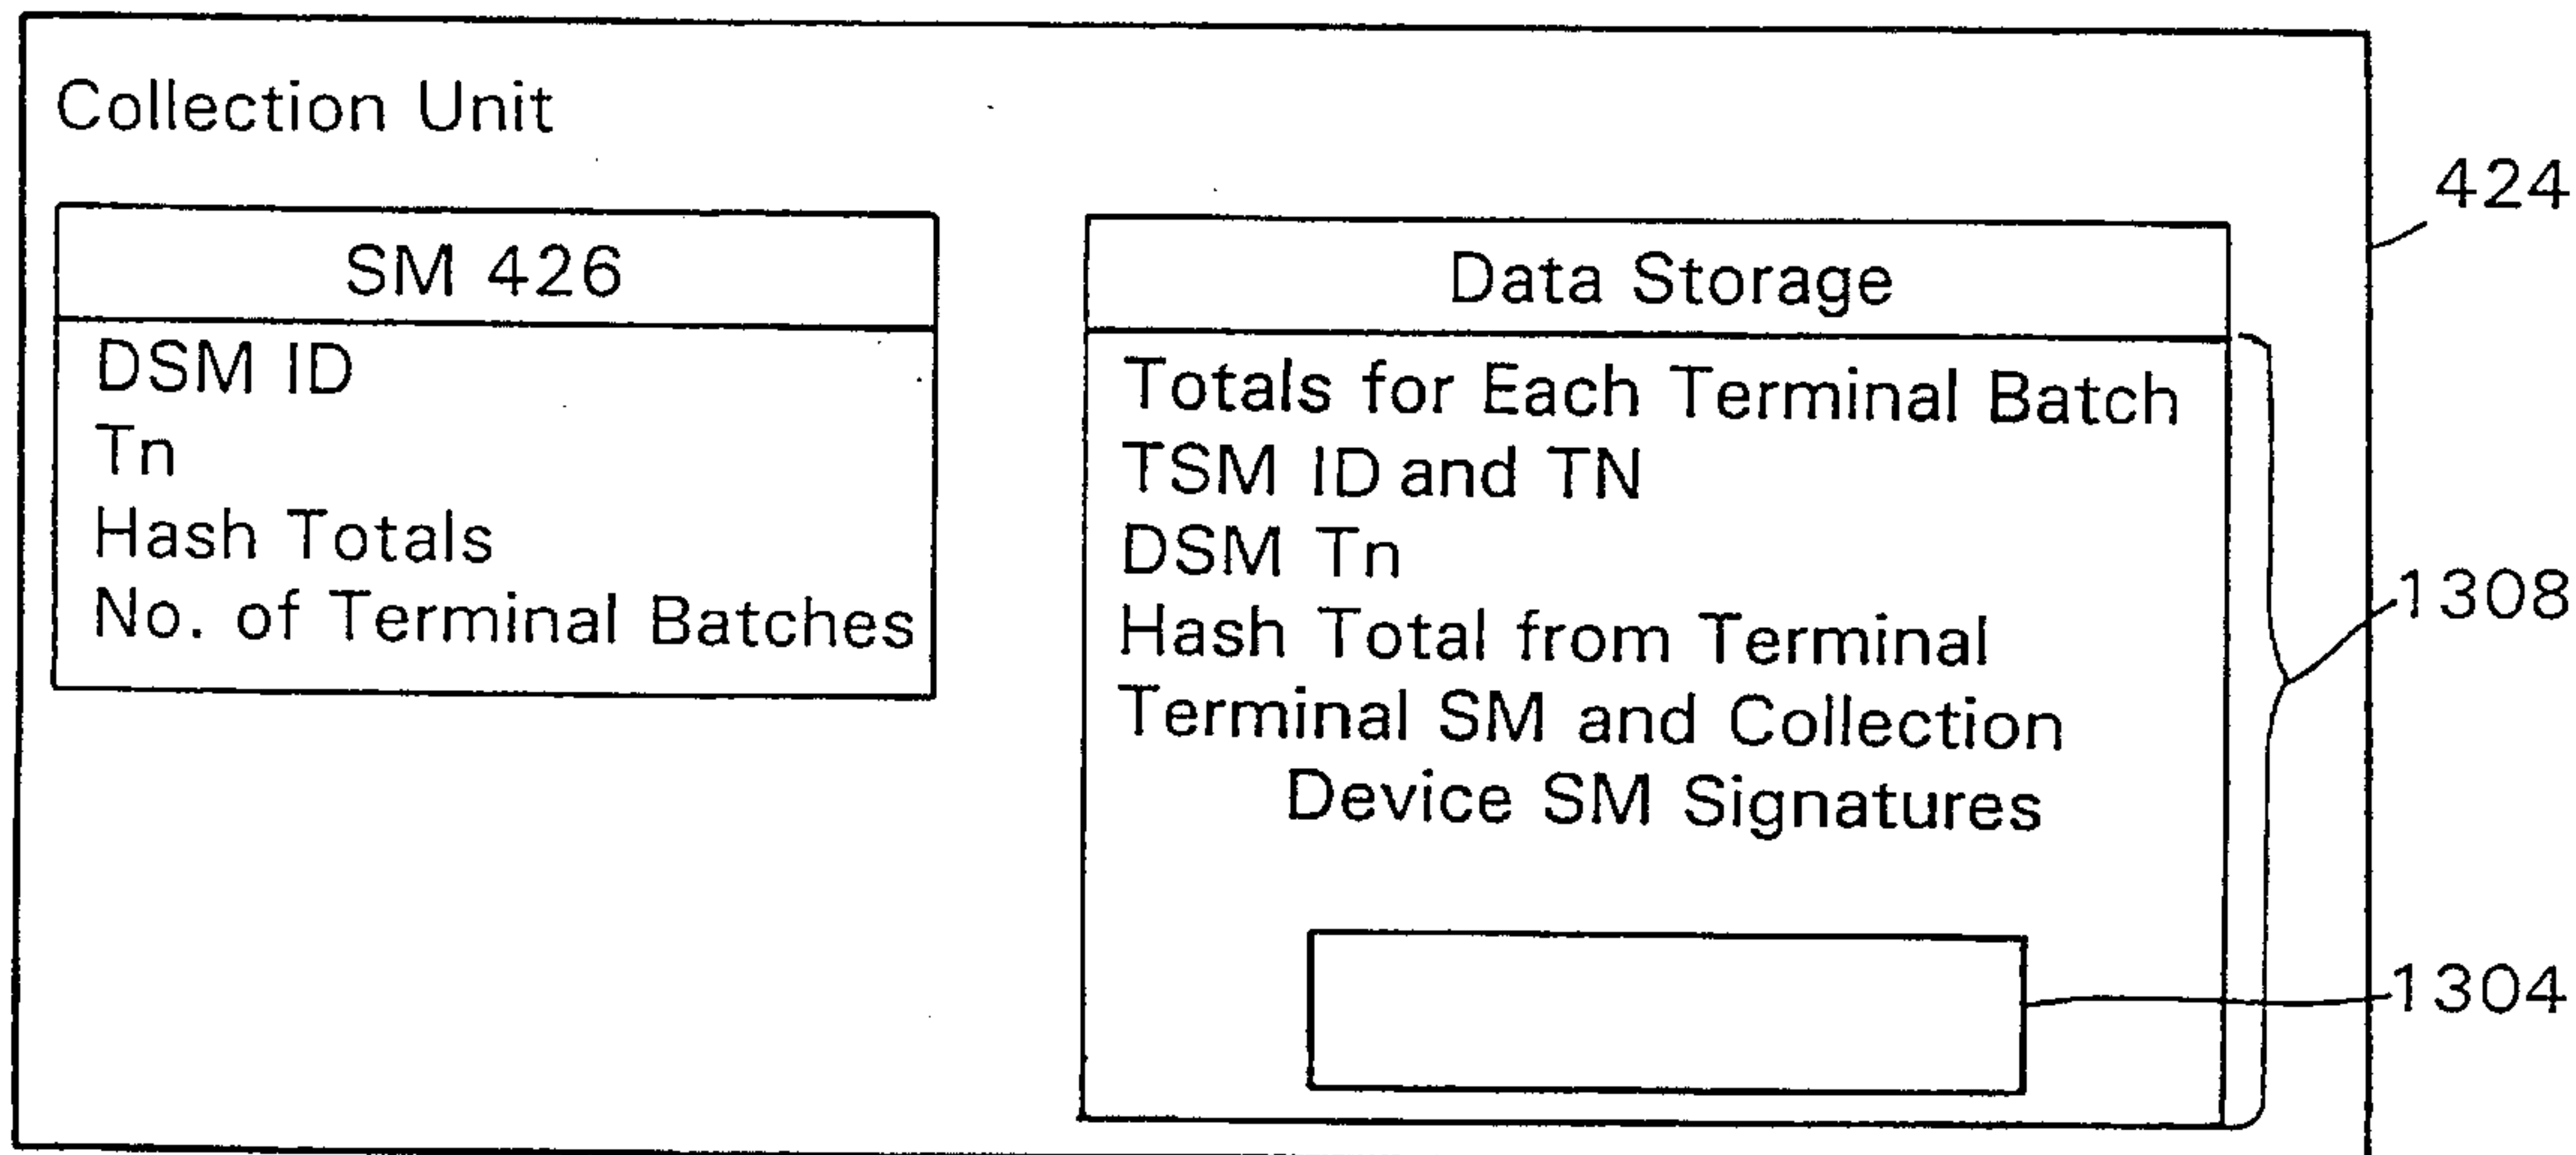 Collection Unit
424
SM 426
DSM ID
Tn
Hash Totals
No. of Terminal Batches
Data Storage
Totals for Each Terminal Batch
TSM ID and TN
DSM Tn
Hash Total from Terminal
Terminal SM and Collection
Device SM Signatures
1308
1304